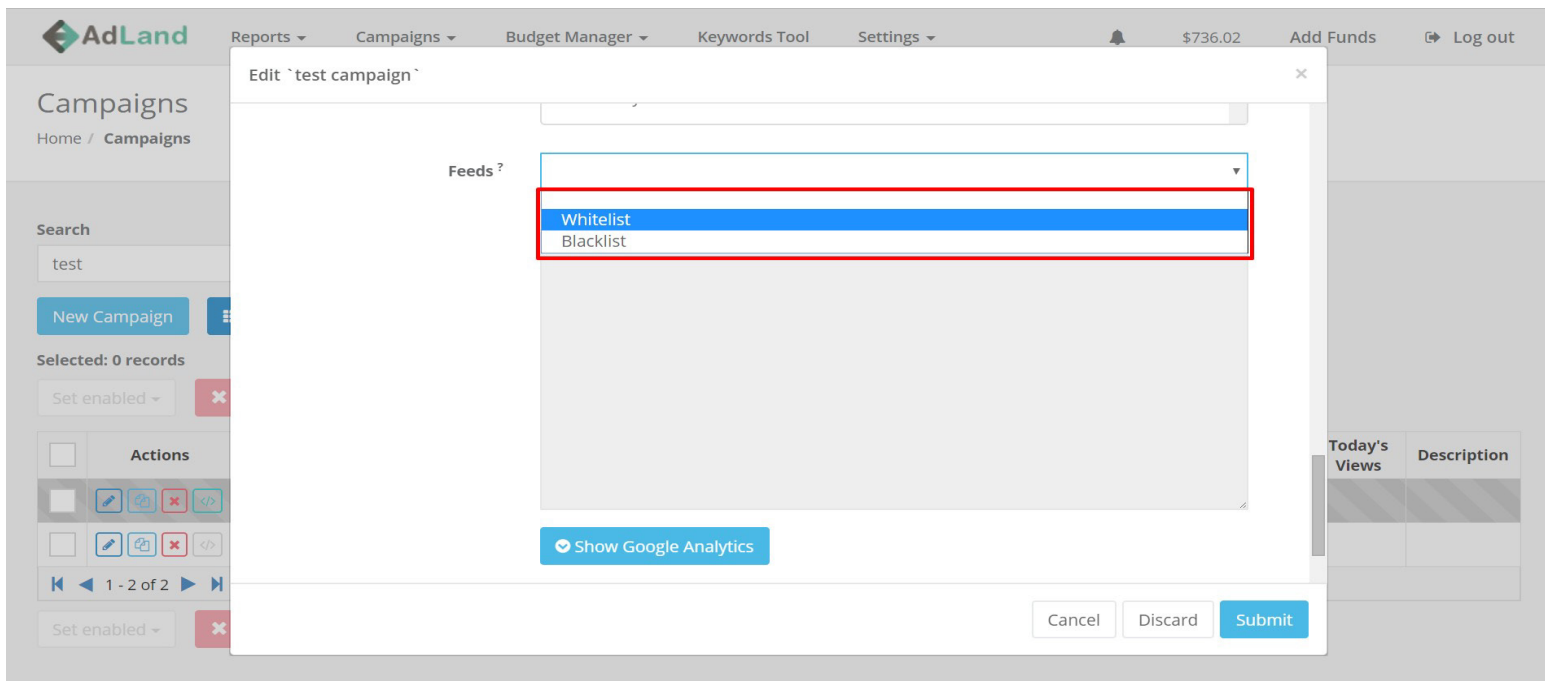 AdLand Reports Campaigns Budget Manager Keywords Tool Settings $736.02 Add Funds Log out
Edit `test campaign` ×
Campaigns
Home / Campaigns
Feeds ?
Whitelist
Blacklist
Search
test
New Campaign
Selected: 0 records
Set enabled
Actions Today's Views Description
1 - 2 of 2
Show Google Analytics
Set enabled
Cancel Discard Submit